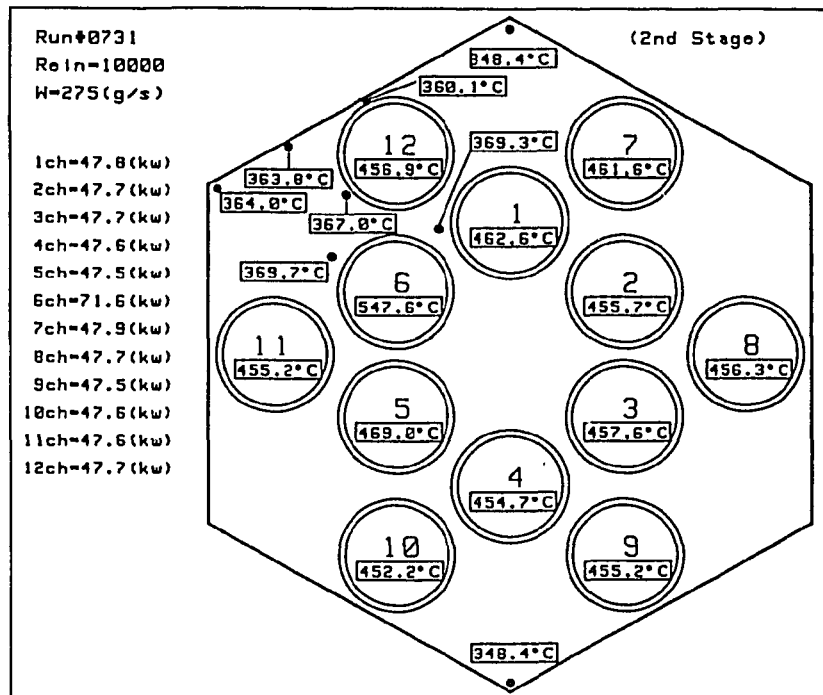 Run#0731
(2nd Stage)
Rein=10000
W=275(g/s)
348.4°C
360.1°C
12
456.9°C
369.3°C
7
461.6°C
1ch=47.8(kw)
2ch=47.7(kw)
3ch=47.7(kw)
4ch=47.6(kw)
5ch=47.5(kw)
6ch=71.6(kw)
7ch=47.9(kw)
8ch=47.7(kw)
9ch=47.5(kw)
10ch=47.6(kw)
11ch=47.6(kw)
12ch=47.7(kw)
363.8°C
364.0°C
367.0°C
1
462.6°C
369.7°C
6
547.6°C
2
455.7°C
11
455.2°C
8
456.3°C
5
469.0°C
3
457.6°C
4
454.7°C
10
452.2°C
9
455.2°C
348.4°C